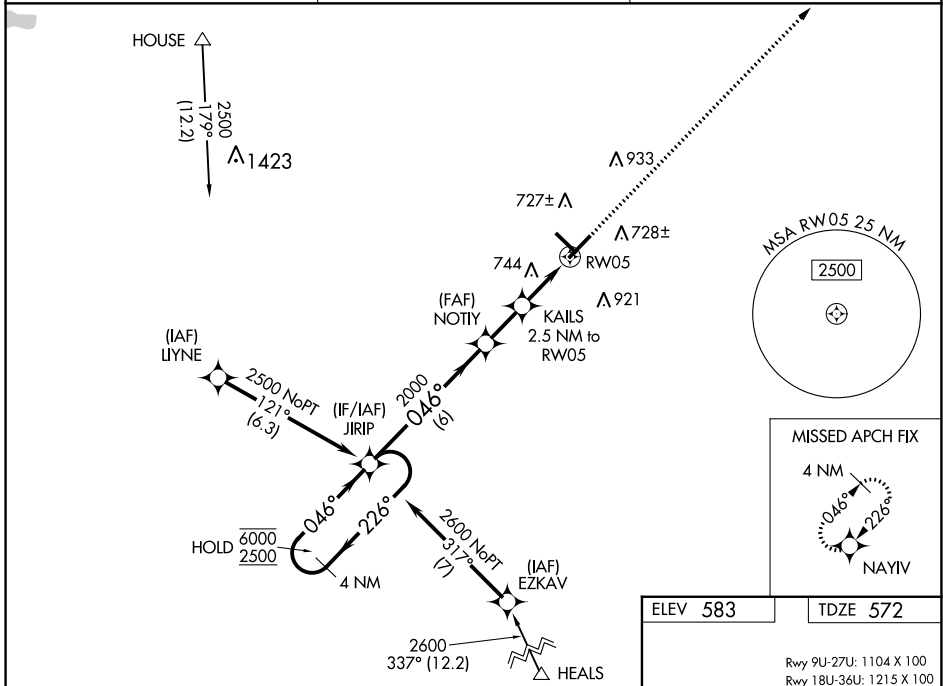 HOUSE
2500
179°
(12.2)
1423
933
727±
728±
744
RW05
921
MSA RW05 25 NM
2500
(FAF)
NOTIY
KAILS
2.5 NM to
RW05
(IAF)
LIYNE
2500 NoPT
121°
(6.3)
(IF/IAF)
JIRIP
2000
046°
(6)
MISSED APCH FIX
4 NM
046°
226°
NAYIV
046°
226°
HOLD 6000
2500
4 NM
2600 NoPT
317°
(7)
(IAF)
EZKAV
2600
337° (12.2)
HEALS
ELEV 583
TDZE 572
Rwy 9U-27U: 1104 X 100
Rwy 18U-36U: 1215 X 100